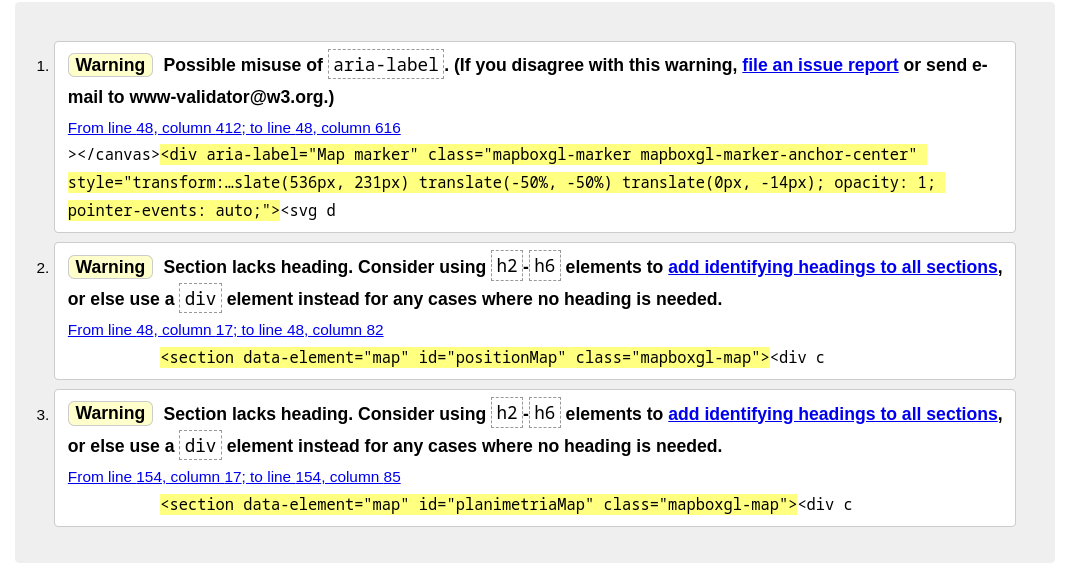 1. Warning Possible misuse of aria-label. (If you disagree with this warning, file an issue report or send e-
mail to www-validator@w3.org.)
From line 48, column 412; to line 48, column 616
></canvas><div aria-label="Map marker" class="mapboxgl-marker mapboxgl-marker-anchor-center"
style="transform:…slate(536px, 231px) translate(-50%, -50%) translate(0px, -14px); opacity: 1;
pointer-events: auto;"><svg d
2. Warning Section lacks heading. Consider using h2-h6 elements to add identifying headings to all sections,
or else use a div element instead for any cases where no heading is needed.
From line 48, column 17; to line 48, column 82
<section data-element="map" id="positionMap" class="mapboxgl-map"><div c
3. Warning Section lacks heading. Consider using h2-h6 elements to add identifying headings to all sections,
or else use a div element instead for any cases where no heading is needed.
From line 154, column 17; to line 154, column 85
<section data-element="map" id="planimetriaMap" class="mapboxgl-map"><div c